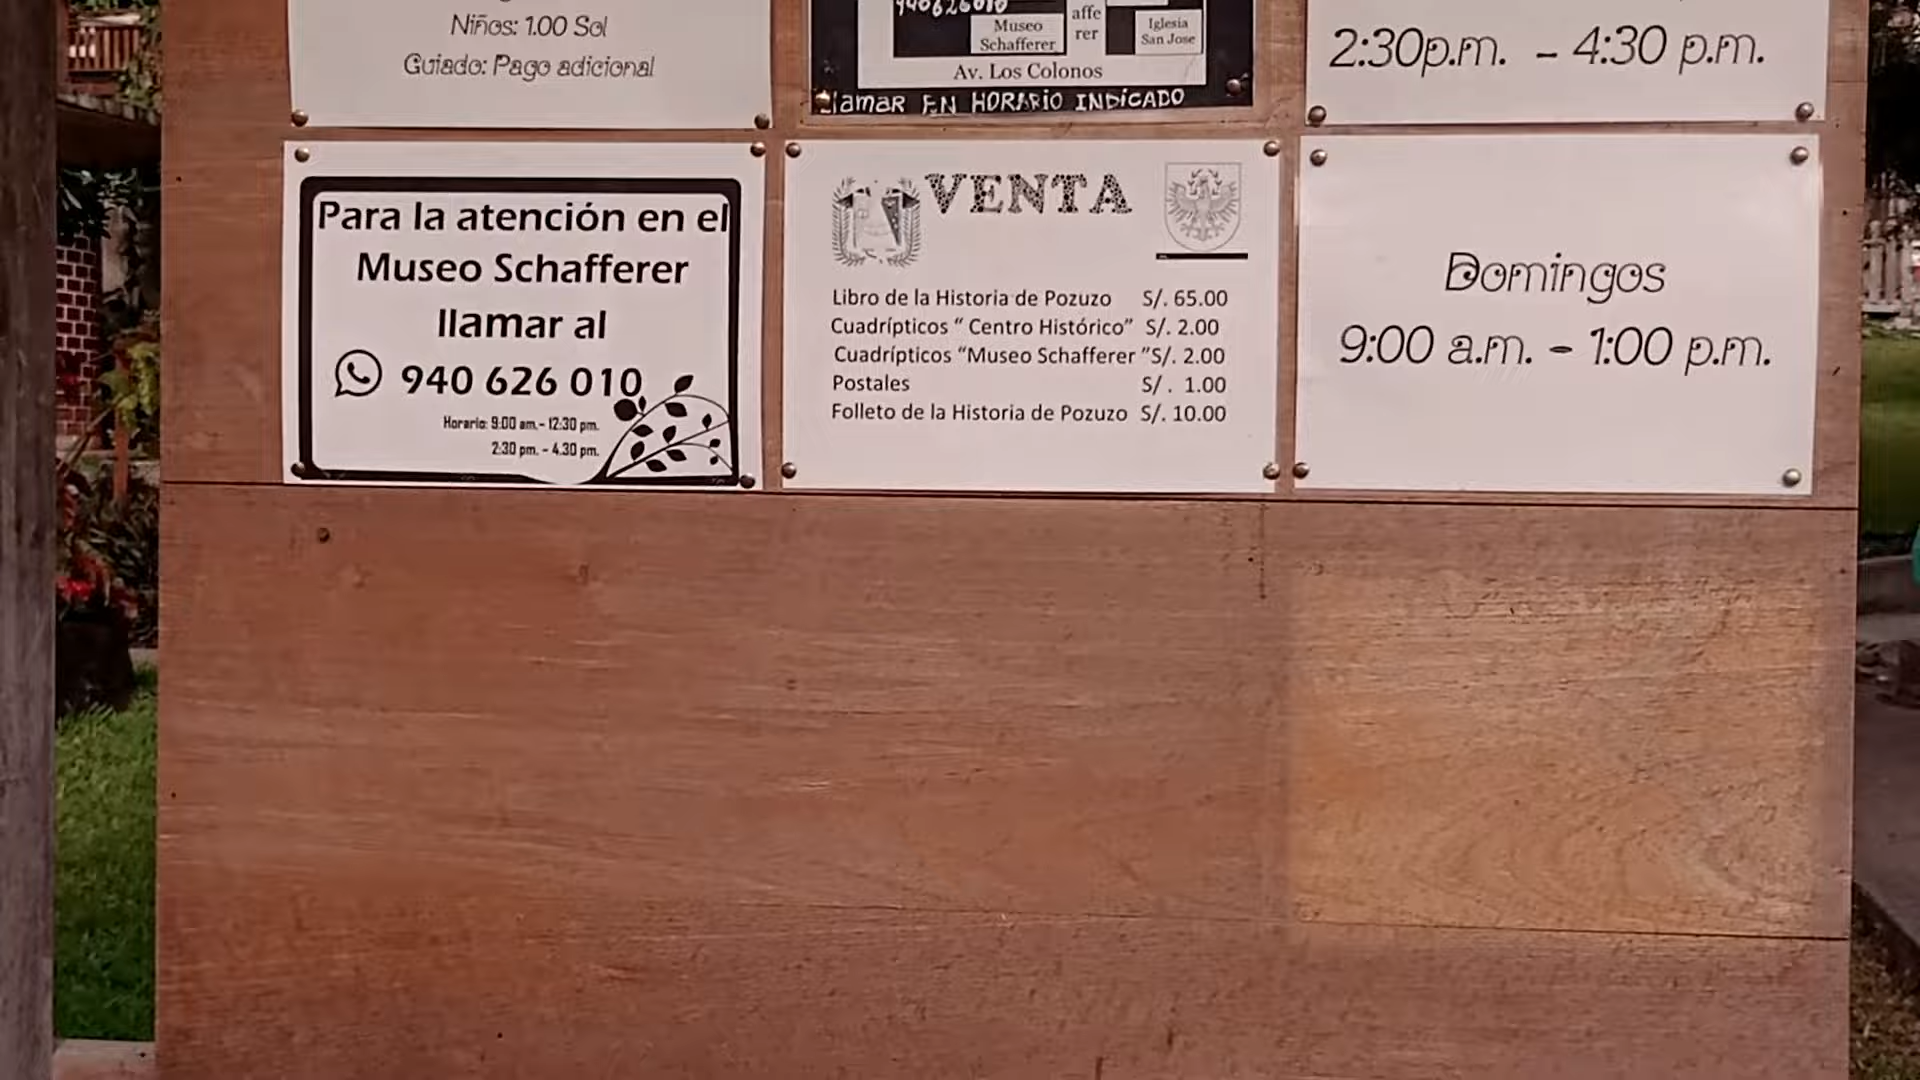 Niños: 1.00 Sol
Guiado: Pago adicional
940626010
Museo
Schafferer
affe
rer
Iglesia
San Jose
Av. Los Colonos
Llamar EN HORARIO INDICADO
2:30p.m. - 4:30 p.m.
Para la atención en el
Museo Schafferer
llamar al
940 626 010
Horario: 9:00 am.- 12:30 pm.
2:30 pm. - 4.30 pm.
VENTA
Libro de la Historia de Pozuzo S/. 65.00
Cuadrípticos “ Centro Histórico” S/. 2.00
Cuadrípticos “Museo Schafferer ”S/. 2.00
Postales S/ . 1.00
Folleto de la Historia de Pozuzo S/. 10.00
Domingos
9:00 a.m. - 1:00 p.m.